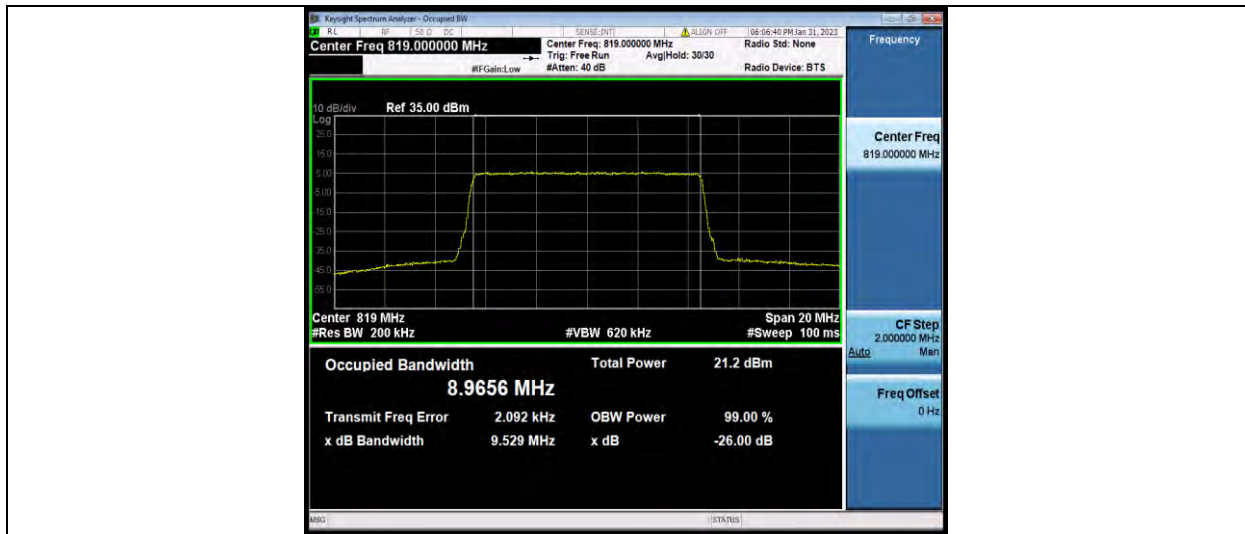 Keysight Spectrum Analyzer - Occupied BW
RL RF 50 Ω DC SENSE:INT ALIGN OFF 06:06:40 PM Jan 31, 2023
Center Freq 819.000000 MHz
Center Freq: 819.000000 MHz Radio Std: None
Trig: Free Run Avg|Hold: 30/30
#IFGain:Low #Atten: 40 dB Radio Device: BTS
Frequency
10 dB/div Ref 35.00 dBm
Log
25.0
15.0
5.00
-5.00
-15.0
-25.0
-35.0
-45.0
-55.0
Center 819 MHz Span 20 MHz
#Res BW 200 kHz #VBW 620 kHz #Sweep 100 ms
Occupied Bandwidth Total Power 21.2 dBm
8.9656 MHz
Transmit Freq Error 2.092 kHz OBW Power 99.00 %
x dB Bandwidth 9.529 MHz x dB -26.00 dB
Center Freq
819.000000 MHz
CF Step
2.000000 MHz
Auto Man
Freq Offset
0 Hz
MSG STATUS